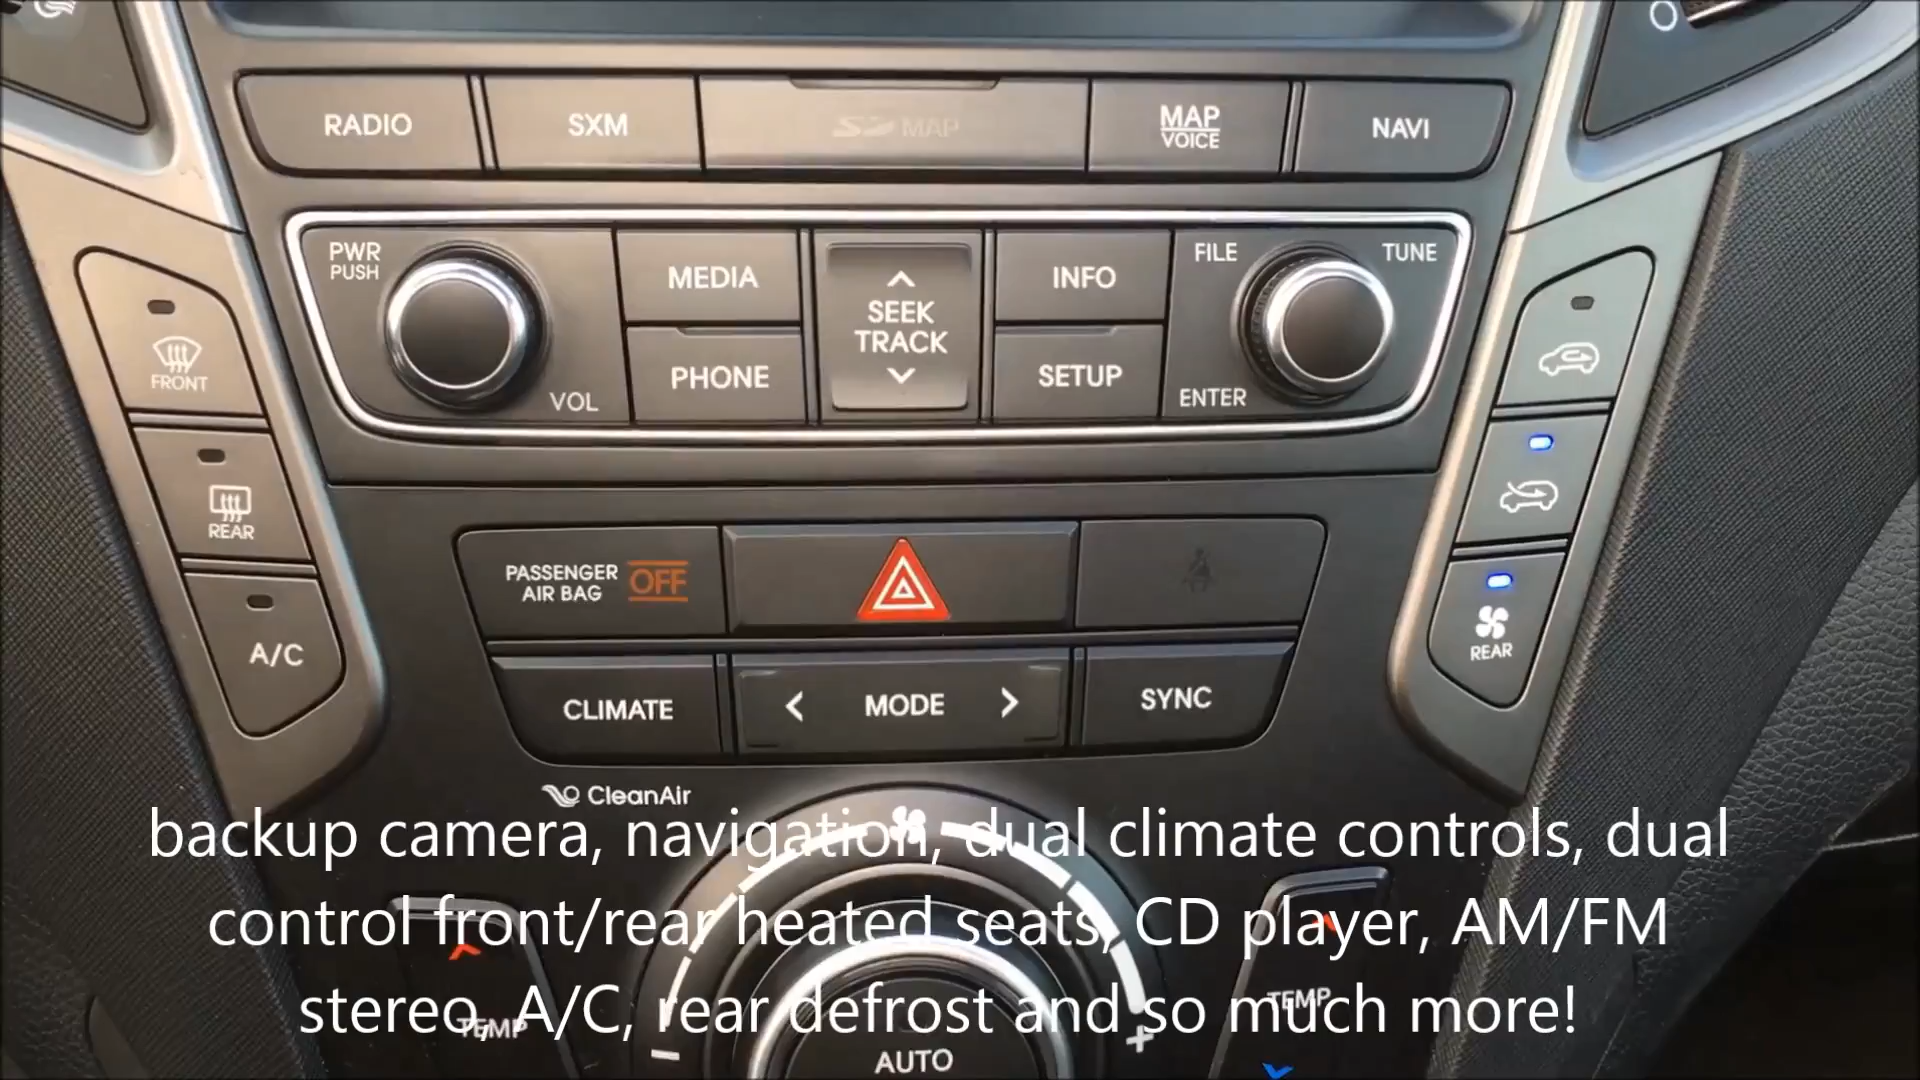 RADIO
SXM
SD MAP
MAP
VOICE
NAVI
PWR
PUSH
VOL
MEDIA
PHONE
SEEK
TRACK
INFO
SETUP
FILE
TUNE
ENTER
FRONT
REAR
A/C
PASSENGER
AIR BAG
OFF
CLIMATE
MODE
SYNC
REAR
CleanAir
backup camera, navigation, dual climate controls, dual
control front/rear heated seats, CD player, AM/FM
stereo, A/C, rear defrost and so much more!
TEMP
TEMP
AUTO